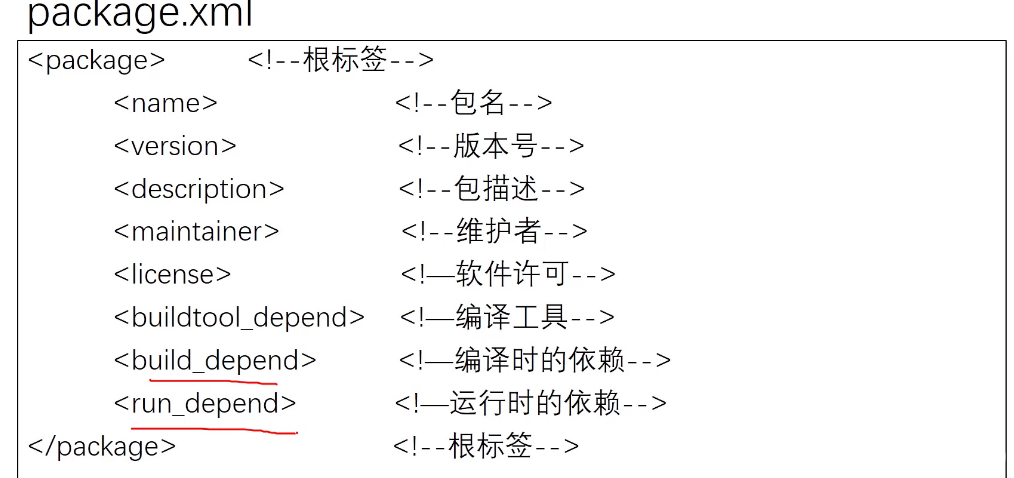 package.xml
<package> <!--根标签-->
<name> <!--包名-->
<version> <!--版本号-->
<description> <!--包描述-->
<maintainer> <!--维护者-->
<license> <!—软件许可-->
<buildtool_depend> <!—编译工具-->
<build_depend> <!—编译时的依赖-->
<run_depend> <!—运行时的依赖-->
</package> <!--根标签-->